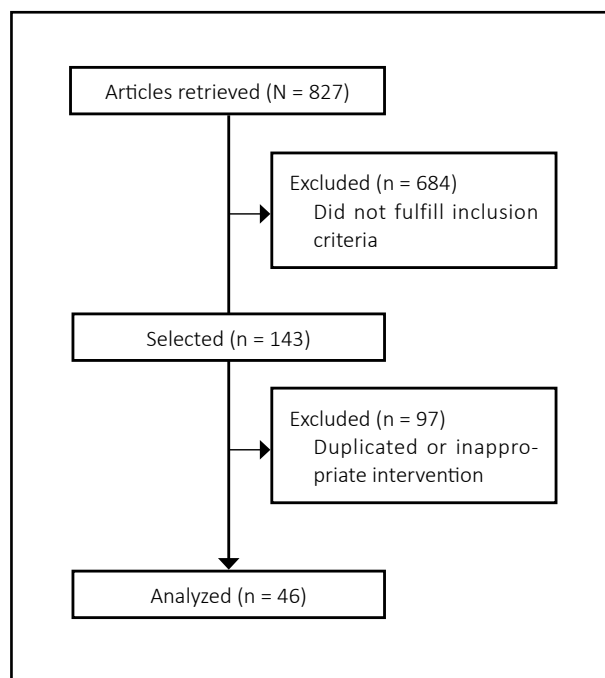 Articles retrieved (N = 827)
Excluded (n = 684)
Did not fulfill inclusion
criteria
Selected (n = 143)
Excluded (n = 97)
Duplicated or inappro-
priate intervention
Analyzed (n = 46)